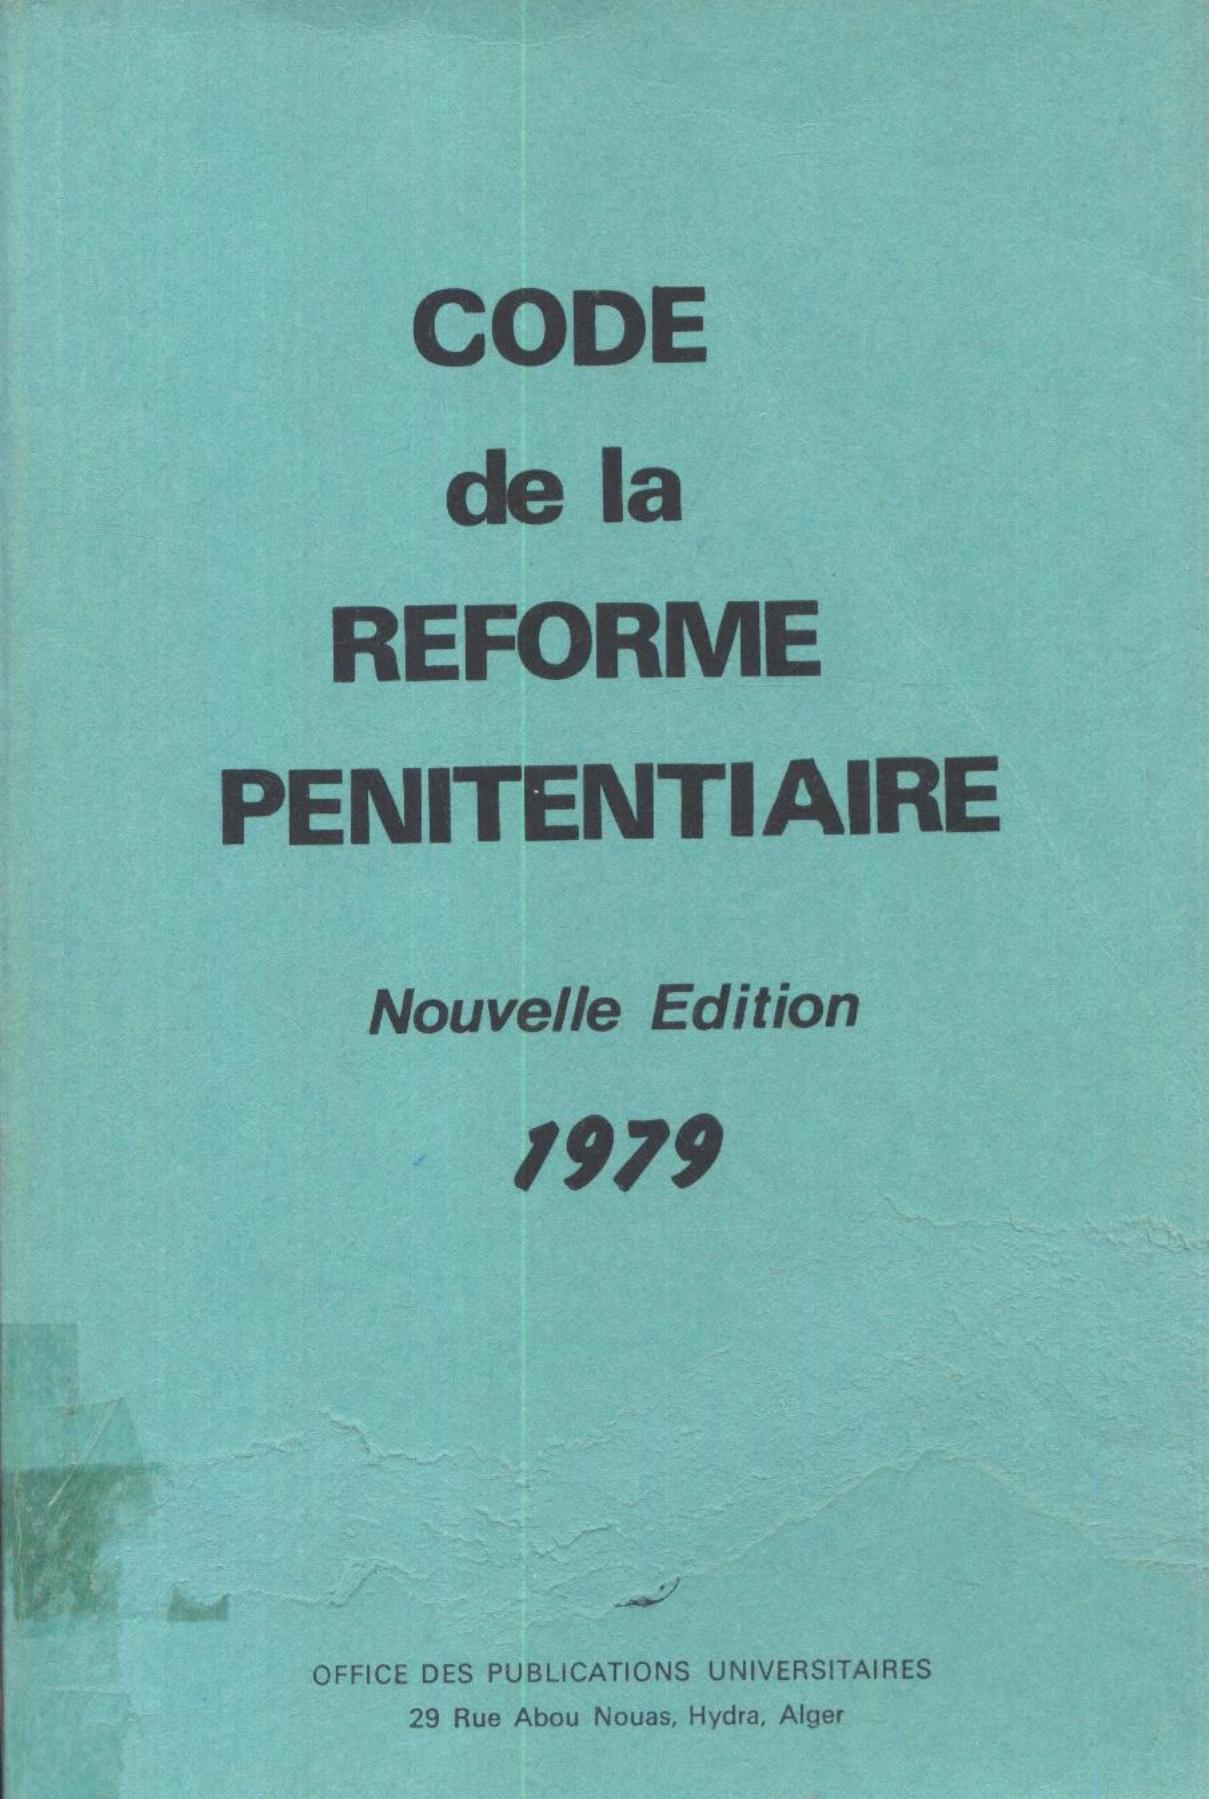 CODE
de la
REFORME
PENITENTIAIRE
Nouvelle Edition
1979
OFFICE DES PUBLICATIONS UNIVERSITAIRES
29 Rue Abou Nouas, Hydra, Alger